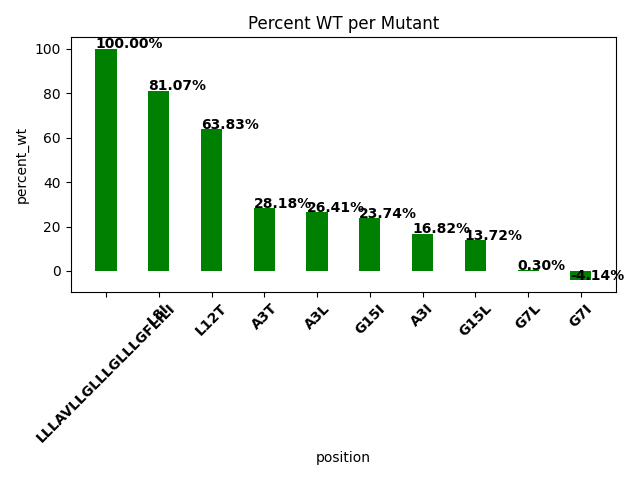 Percent WT per Mutant
percent_wt
100
80
60
40
20
0
100.00%
81.07%
63.83%
28.18%
26.41%
23.74%
16.82%
13.72%
0.30%
-4.14%
LLLAVLLGLLLGLLLGFLILI
L8I
L12T
A3T
A3L
G15I
A3I
G15L
G7L
G7I
position